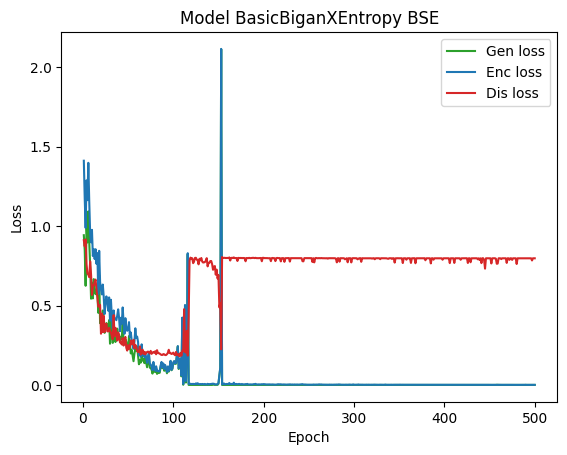 Model BasicBiganXEntropy BSE
Gen loss
Enc loss
Dis loss
Loss
2.0
1.5
1.0
0.5
0.0
0
100
200
300
400
500
Epoch